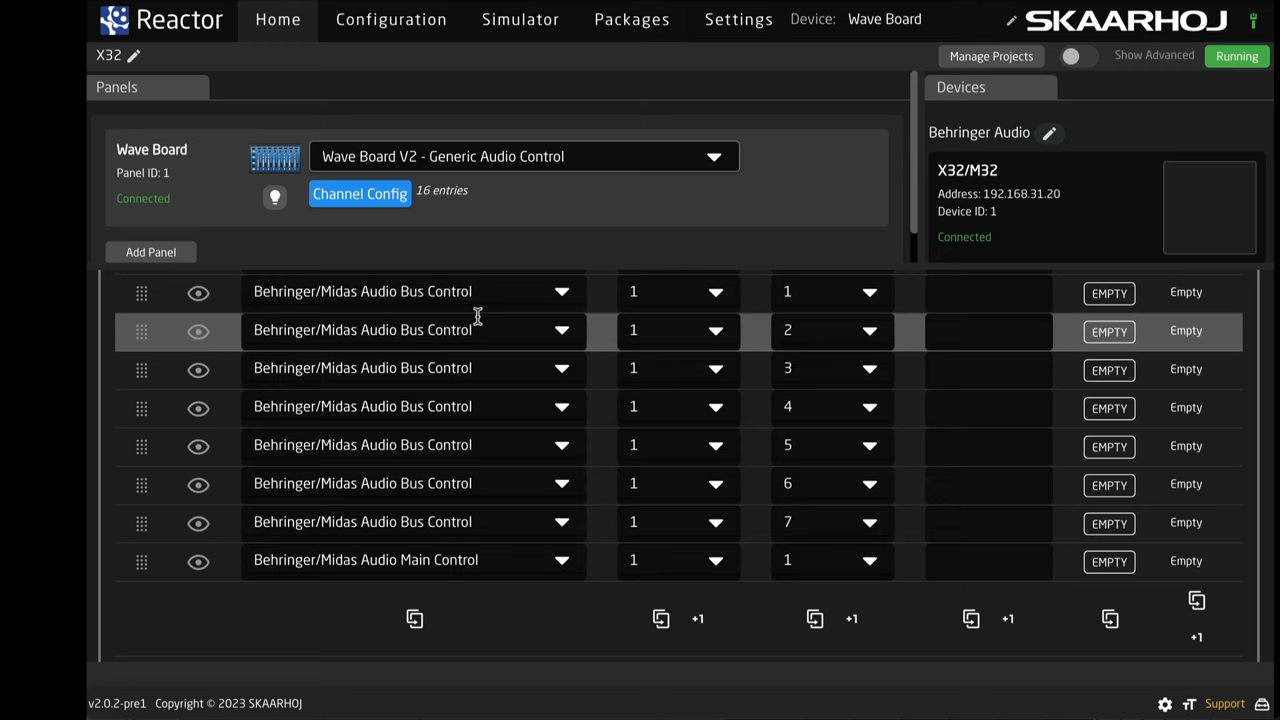 Reactor Home Configuration Simulator Packages Settings Device: Wave Board SKAARHOJ
X32 Manage Projects Show Advanced Running
Panels
Wave Board
Panel ID: 1
Connected
Wave Board V2 - Generic Audio Control
Channel Config 16 entries
Add Panel
Devices
Behringer Audio
X32/M32
Address: 192.168.31.20
Device ID: 1
Connected
Behringer/Midas Audio Bus Control 1 1 EMPTY Empty
Behringer/Midas Audio Bus Control 1 2 EMPTY Empty
Behringer/Midas Audio Bus Control 1 3 EMPTY Empty
Behringer/Midas Audio Bus Control 1 4 EMPTY Empty
Behringer/Midas Audio Bus Control 1 5 EMPTY Empty
Behringer/Midas Audio Bus Control 1 6 EMPTY Empty
Behringer/Midas Audio Bus Control 1 7 EMPTY Empty
Behringer/Midas Audio Main Control 1 1 EMPTY Empty
+1 +1 +1
+1
v2.0.2-pre1 Copyright © 2023 SKAARHOJ TT Support